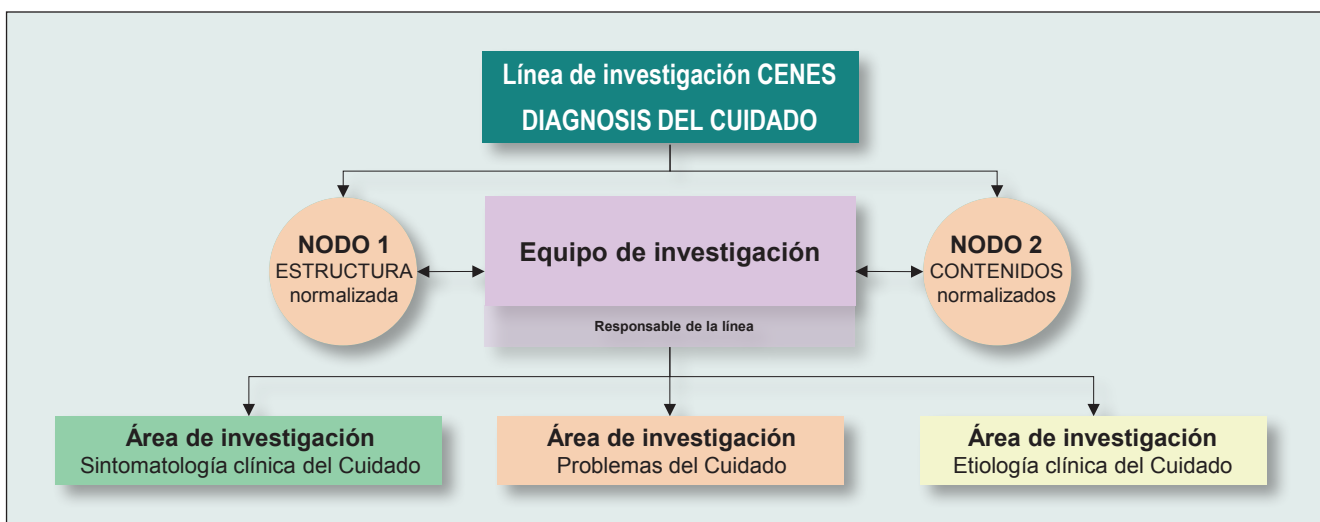 Línea de investigación CENES
DIAGNOSIS DEL CUIDADO
NODO 1
ESTRUCTURA
normalizada
Equipo de investigación
Responsable de la línea
NODO 2
CONTENIDOS
normalizados
Área de investigación
Sintomatología clínica del Cuidado
Área de investigación
Problemas del Cuidado
Área de investigación
Etiología clínica del Cuidado